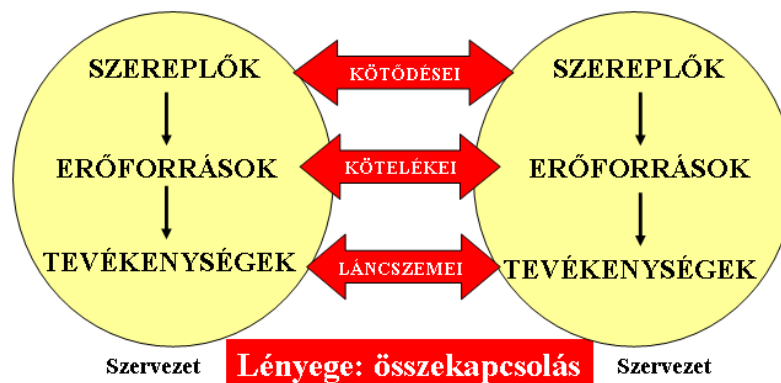 SZEREPLŐK
KÖTŐDÉSEI
SZEREPLŐK
ERŐFORRÁSOK
KÖTELÉKEI
ERŐFORRÁSOK
TEVÉKENYSÉGEK
LÁNCSZEMEI
TEVÉKENYSÉGEK
Szervezet
Lényege: összekapcsolás
Szervezet